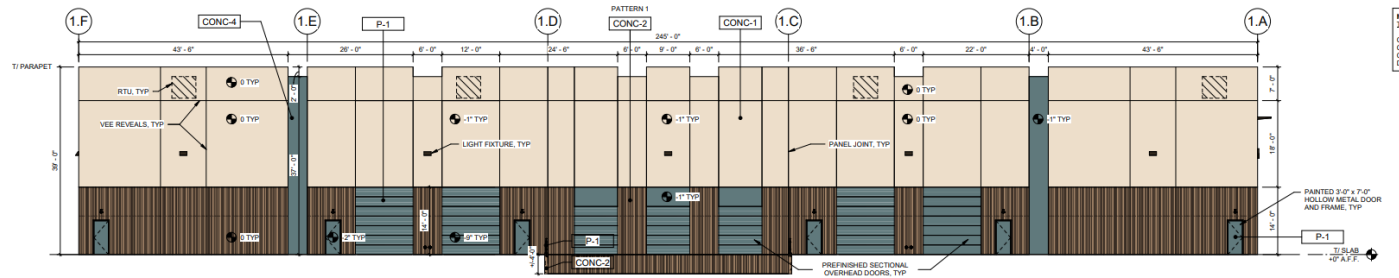 PATTERN 1
1.F
1.E
1.D
1.C
1.B
1.A
CONC-4
P-1
CONC-2
CONC-1
245' - 0"
43' - 6"
26' - 0"
6' - 0"
12' - 0"
24' - 6"
6' - 0"
9' - 0"
6' - 0"
36' - 6"
6' - 0"
22' - 0"
4' - 0"
43' - 6"
T/ PARAPET
RTU, TYP
0 TYP
0 TYP
2' - 0"
7' - 0"
VEE REVEALS, TYP
0 TYP
-1" TYP
-1" TYP
0 TYP
-1" TYP
LIGHT FIXTURE, TYP
PANEL JOINT, TYP
39' - 0"
37' - 0"
18' - 0"
-1" TYP
PAINTED 3'-0" x 7'-0"
HOLLOW METAL DOOR
AND FRAME, TYP
14' - 0"
14' - 0"
0 TYP
-2" TYP
-9" TYP
0 TYP
P-1
P-1
T/ SLAB
+0" A.F.F.
+/-4'-0"
CONC-2
PREFINISHED SECTIONAL
OVERHEAD DOORS, TYP